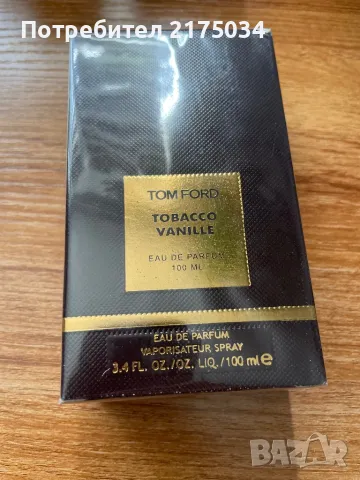 Потребител 2175034
TOM FORD
TOBACCO
VANILLE
EAU DE PARFUM
100 ML
EAU DE PARFUM
VAPORISATEUR SPRAY
3.4 FL. OZ./OZ. LIQ./100 ml e
BAZAR